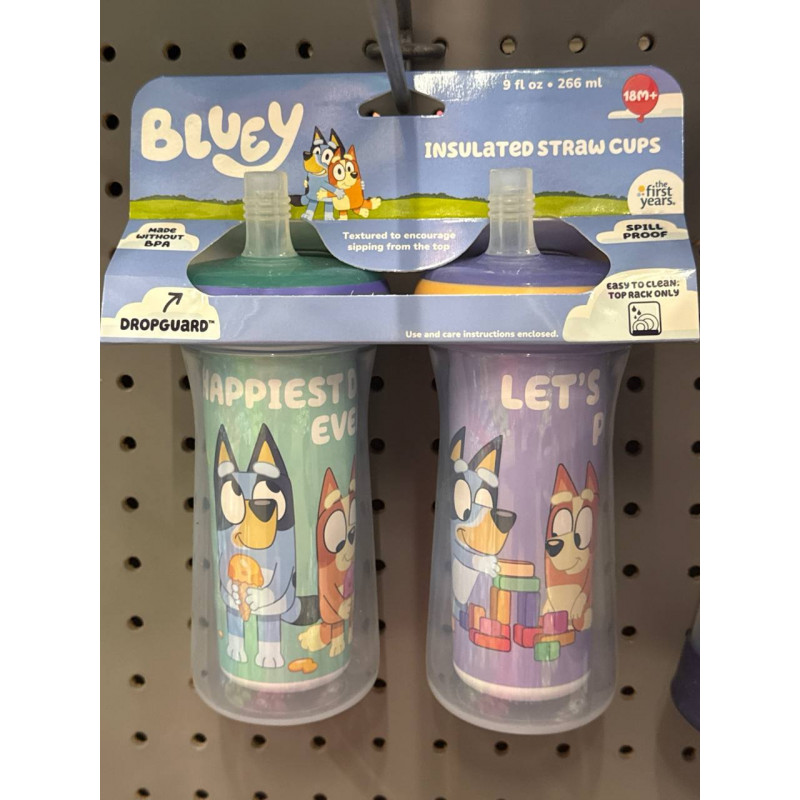 9 fl oz • 266 ml
18M+
BLUEY
INSULATED STRAW CUPS
the
first
years®
MADE
WITHOUT
BPA
Textured to encourage
sipping from the top
SPILL
PROOF
DROPGUARD™
EASY TO CLEAN:
TOP RACK ONLY
Use and care instructions enclosed.
HAPPIEST D
EVE
LET'S
P